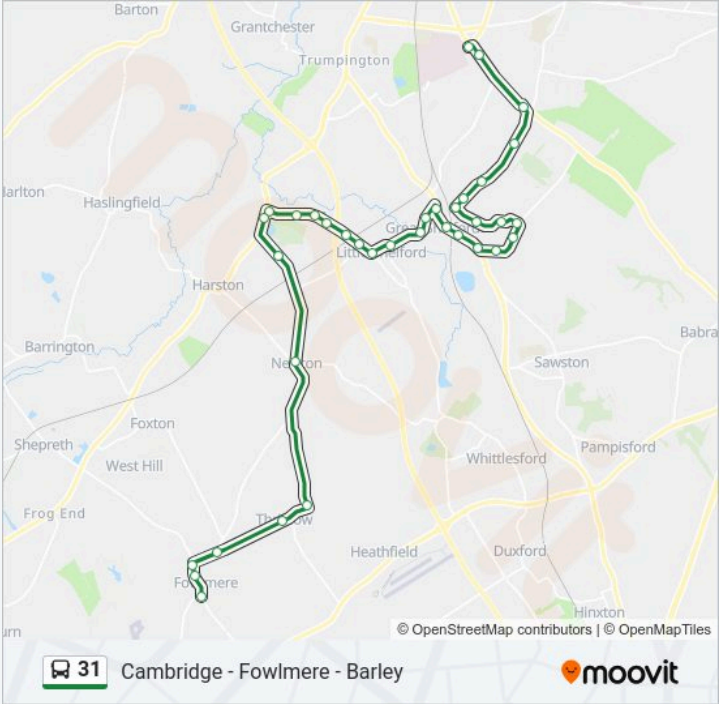 Barton
Grantchester
Trumpington
Haslingfield
Harston
Barrington
Sawston
Foxton
Shepreth
West Hill
Pampisford
Whittlesford
Frog End
Heathfield
Duxford
Hinxton
© OpenStreetMap contributors | © OpenMapTiles
31 Cambridge - Fowlmere - Barley
moovit